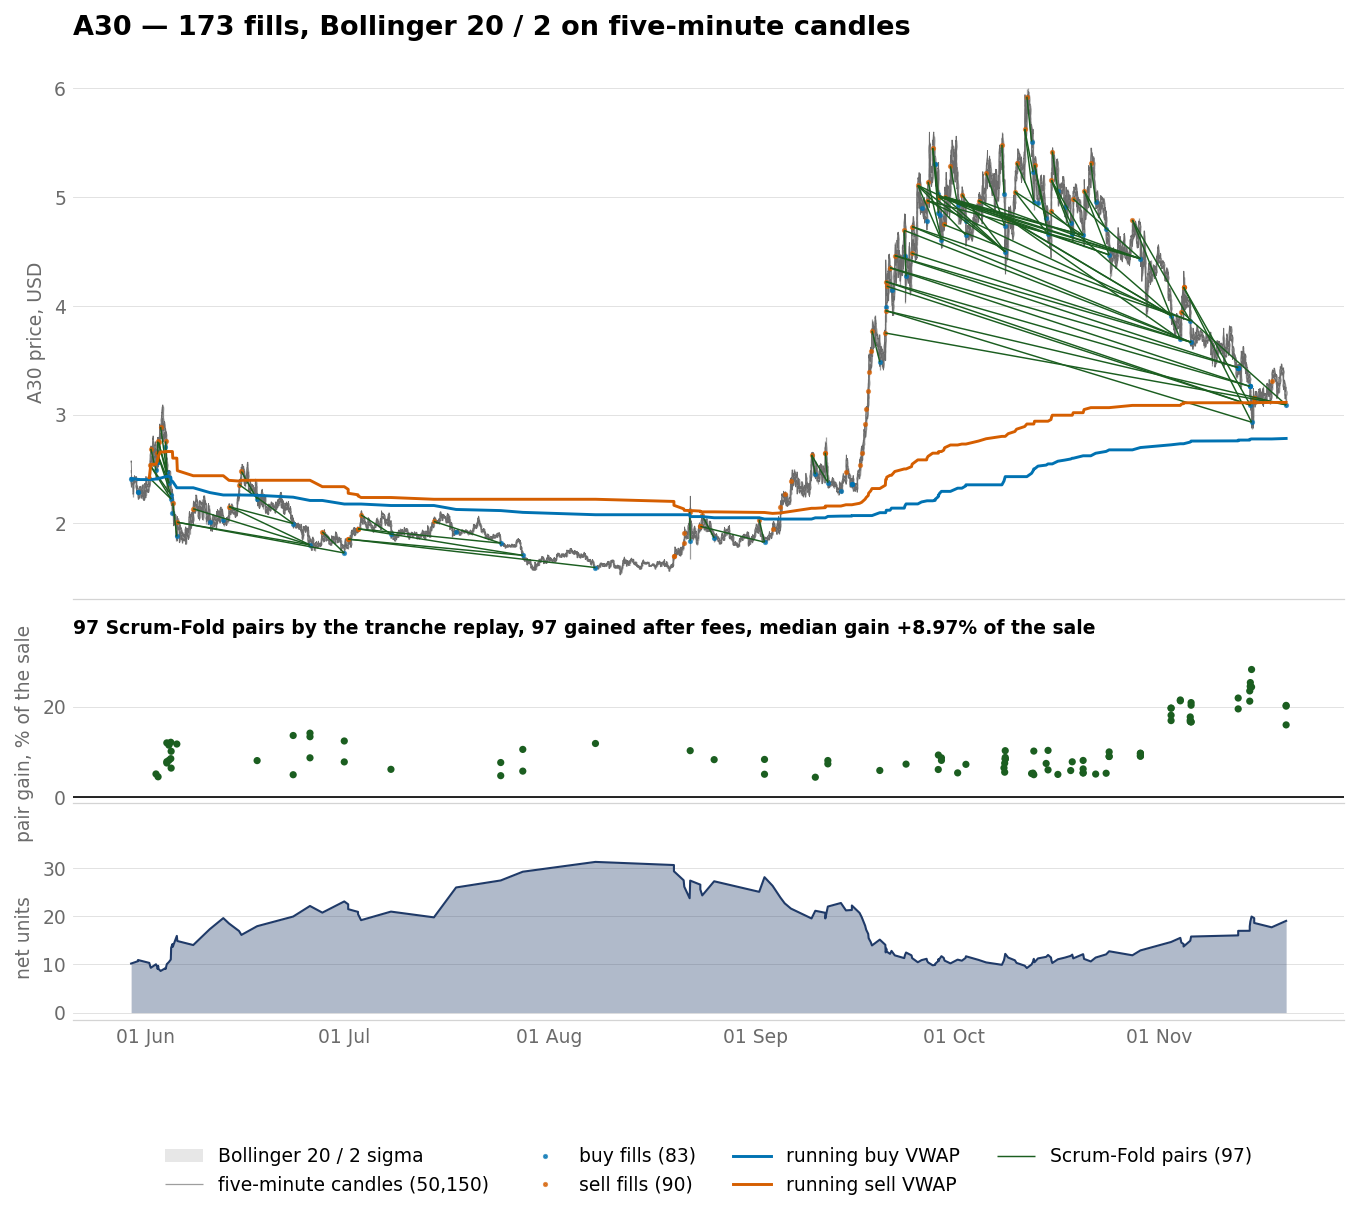 A30 — 173 fills, Bollinger 20 / 2 on five-minute candles
A30 price, USD
6
5
4
3
2
97 Scrum-Fold pairs by the tranche replay, 97 gained after fees, median gain +8.97% of the sale
pair gain, % of the sale
20
0
net units
30
20
10
0
01 Jun 01 Jul 01 Aug 01 Sep 01 Oct 01 Nov
Bollinger 20 / 2 sigma buy fills (83) running buy VWAP Scrum-Fold pairs (97)
five-minute candles (50,150) sell fills (90) running sell VWAP